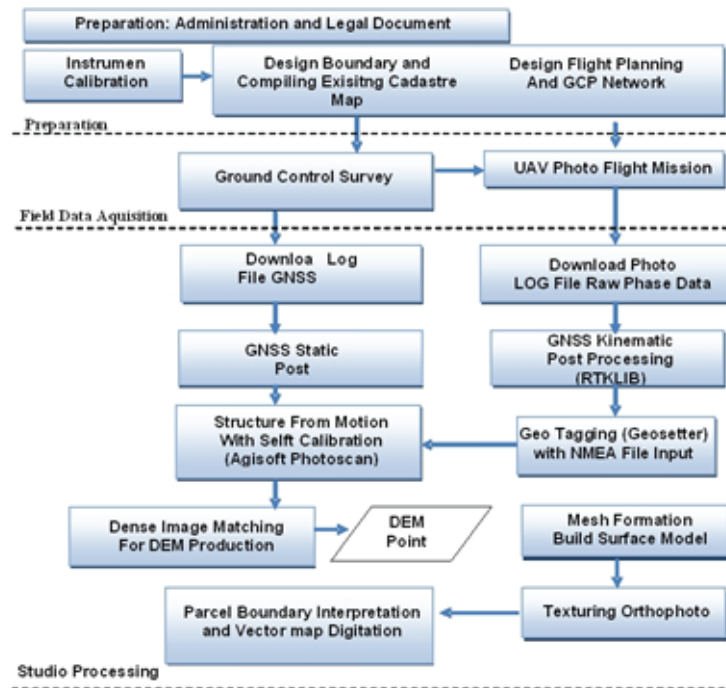 Preparation: Administration and Legal Document
Instrumen
Calibration
Design Boundary and
Compiling Exisitng Cadastre
Map
Design Flight Planning
And GCP Network
Preparation
Ground Control Survey
UAV Photo Flight Mission
Field Data Aquisition
Downloa Log
File GNSS
Download Photo
LOG File Raw Phase Data
GNSS Static
Post
GNSS Kinematic
Post Processing
(RTKLIB)
Structure From Motion
With Selft Calibration
(Agisoft Photoscan)
Geo Tagging (Geosetter)
with NMEA File Input
Dense Image Matching
For DEM Production
DEM
Point
Mesh Formation
Build Surface Model
Parcel Boundary Interpretation
and Vector map Digitation
Texturing Orthophoto
Studio Processing